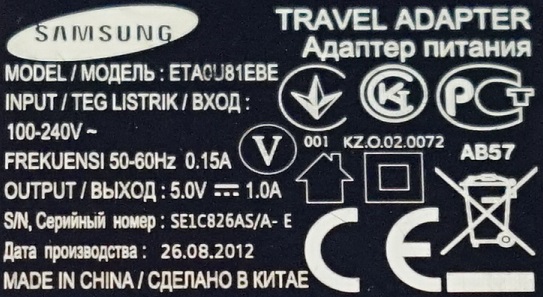 SAMSUNG
TRAVEL ADAPTER
Адаптер питания
MODEL / МОДЕЛЬ : ETA0U81EBE
INPUT / TEG LISTRIK / ВХОД :
100-240V ~
FREKUENSI 50-60Hz 0.15A
OUTPUT / ВЫХОД : 5.0V ⎓ 1.0A
S/N, Серийный номер : SE1C826AS/A- E
Дата производства : 26.08.2012
MADE IN CHINA / СДЕЛАНО В КИТАЕ
V
001 KZ.O.02.0072
АВ57
CE